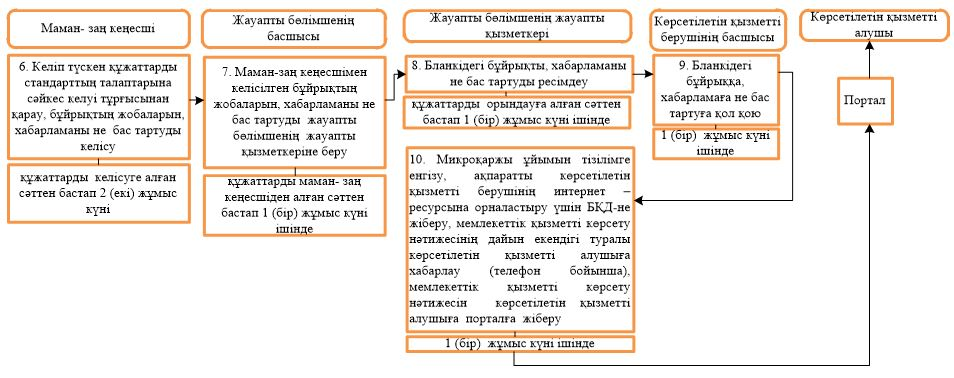 Маман- заң кеңесші
Жауапты бөлімшенің
басшысы
Жауапты бөлімшенің жауапты
қызметкері
Көрсетілетін қызметті
берушінің басшысы
Көрсетілетін қызметті
алушы
6. Келіп түскен құжаттарды
стандарттың талаптарына
сәйкес келуі тұрғысынан
қарау, бұйрықтың жобаларын,
хабарламаны не бас тартуды
келісу
құжаттарды келісуге алған
сәттен бастап 2 (екі) жұмыс
күні
7. Маман-заң кеңесшімен
келісілген бұйрықтың
жобаларын, хабарламаны не
бас тартуды жауапты
бөлімшенің жауапты
қызметкеріне беру
құжаттарды маман- заң
кеңесшіден алған сәттен
бастап 1 (бір) жұмыс күні
ішінде
8. Бланкідегі бұйрықты, хабарламаны
не бас тартуды ресімдеу
құжаттарды орындауға алған сәттен
бастап 1 (бір) жұмыс күні ішінде
9. Бланкідегі
бұйрыққа,
хабарламаға не бас
тартуға қол қою
1 (бір) жұмыс күні
ішінде
Портал
10. Микроқаржы ұйымын тізілімге
енгізу, ақпаратты көрсетілетін
қызметті берушінің интернет –
ресурсына орналастыру үшін БҚД-не
жіберу, мемлекеттік қызметті көрсету
нәтижесінің дайын екендігі туралы
көрсетілетін қызметті алушыға
хабарлау (телефон бойынша),
мемлекеттік қызметті көрсету
нәтижесін көрсетілетін қызметті
алушыға порталға жіберу
1 (бір) жұмыс күні ішінде